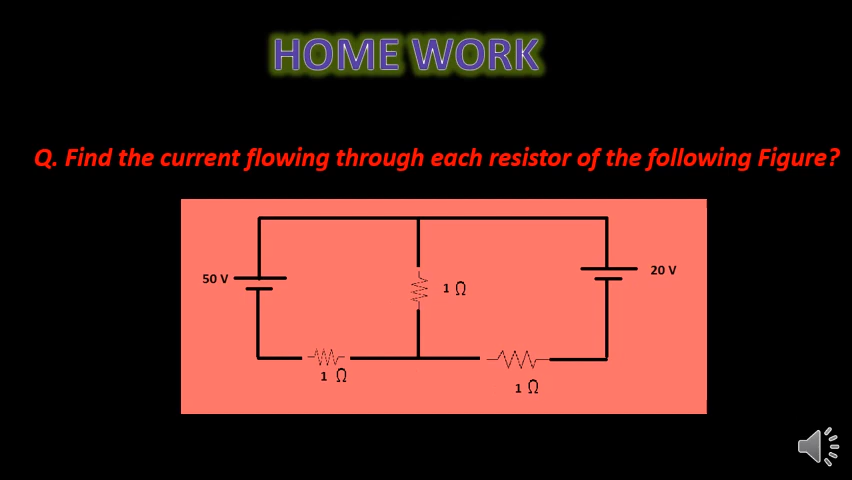 HOME WORK
Q. Find the current flowing through each resistor of the following Figure?
50 V
20 V
1 Ω
1 Ω
1 Ω